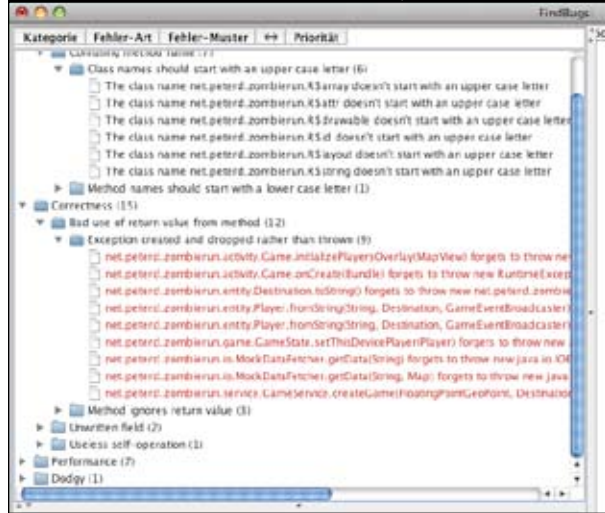 FindBugs
Kategorie Fehler-Art Fehler-Muster ↔ Priorität
Confusing method name (7)
Class names should start with an upper case letter (6)
The class name net.peterd.zombierun.R$array doesn't start with an upper case letter
The class name net.peterd.zombierun.R$attr doesn't start with an upper case letter
The class name net.peterd.zombierun.R$drawable doesn't start with an upper case letter
The class name net.peterd.zombierun.R$id doesn't start with an upper case letter
The class name net.peterd.zombierun.R$layout doesn't start with an upper case letter
The class name net.peterd.zombierun.R$string doesn't start with an upper case letter
Method names should start with a lower case letter (1)
Correctness (15)
Bad use of return value from method (12)
Exception created and dropped rather than thrown (9)
net.peterd.zombierun.activity.Game.initializePlayersOverlay(MapView) forgets to throw ne
net.peterd.zombierun.activity.Game.onCreate(Bundle) forgets to throw new RuntimeExcep
net.peterd.zombierun.entity.Destination.toString() forgets to throw new net.peterd.zombie
net.peterd.zombierun.entity.Player.fromString(String, Destination, GameEventBroadcaster)
net.peterd.zombierun.entity.Player.fromString(String, Destination, GameEventBroadcaster)
net.peterd.zombierun.game.GameState.setThisDevicePlayer(Player) forgets to throw new
net.peterd.zombierun.io.MockDataFetcher.getData(String) forgets to throw new java.io.IOE
net.peterd.zombierun.io.MockDataFetcher.getData(String, Map) forgets to throw new java.
net.peterd.zombierun.service.GameService.createGame(FloatingPointGeoPoint, Destination
Method ignores return value (3)
Unwritten field (2)
Useless self-operation (1)
Performance (7)
Dodgy (1)